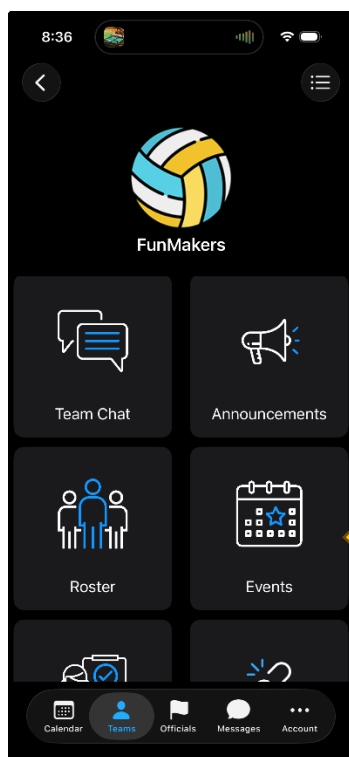 8:36
FunMakers
Team Chat
Announcements
Roster
Events
Calendar
Teams
Officials
Messages
Account